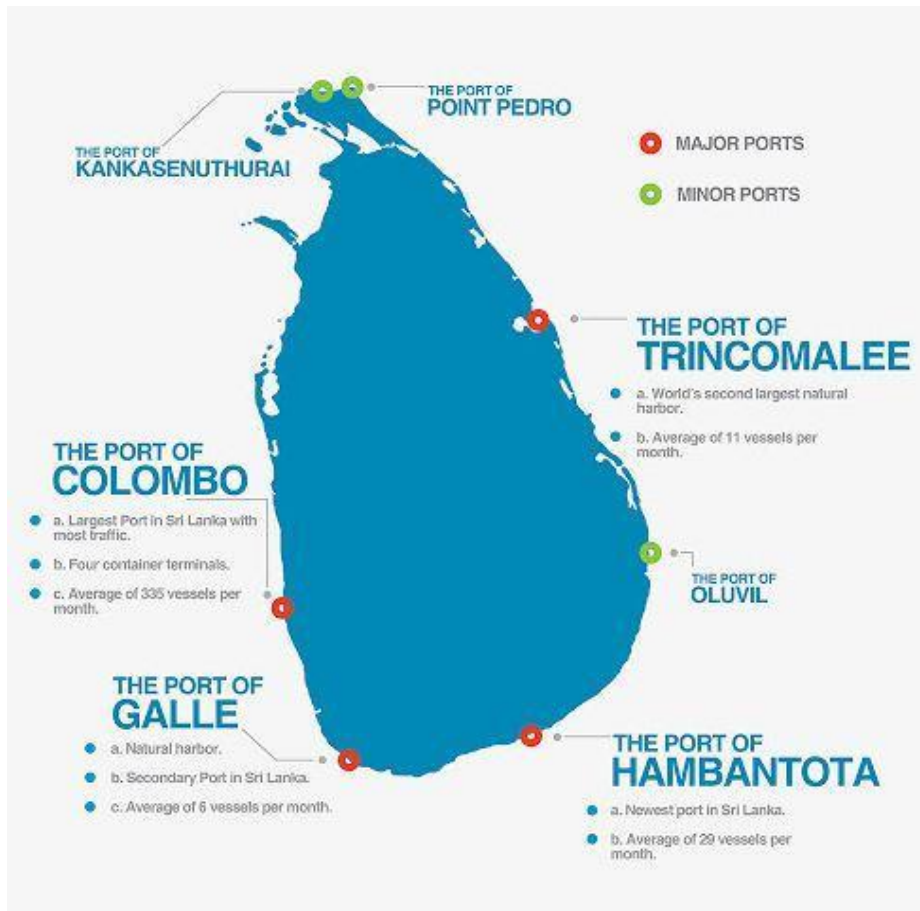 THE PORT OF
POINT PEDRO
THE PORT OF
KANKASENUTHURAI
MAJOR PORTS
MINOR PORTS
THE PORT OF
TRINCOMALEE
a. World's second largest natural
harbor.
b. Average of 11 vessels per
month.
THE PORT OF
COLOMBO
a. Largest Port in Sri Lanka with
most traffic.
b. Four container terminals.
c. Average of 335 vessels per
month.
THE PORT OF
OLUVIL
THE PORT OF
GALLE
a. Natural harbor.
b. Secondary Port in Sri Lanka.
c. Average of 6 vessels per month.
THE PORT OF
HAMBANTOTA
a. Newest port in Sri Lanka.
b. Average of 29 vessels per
month.